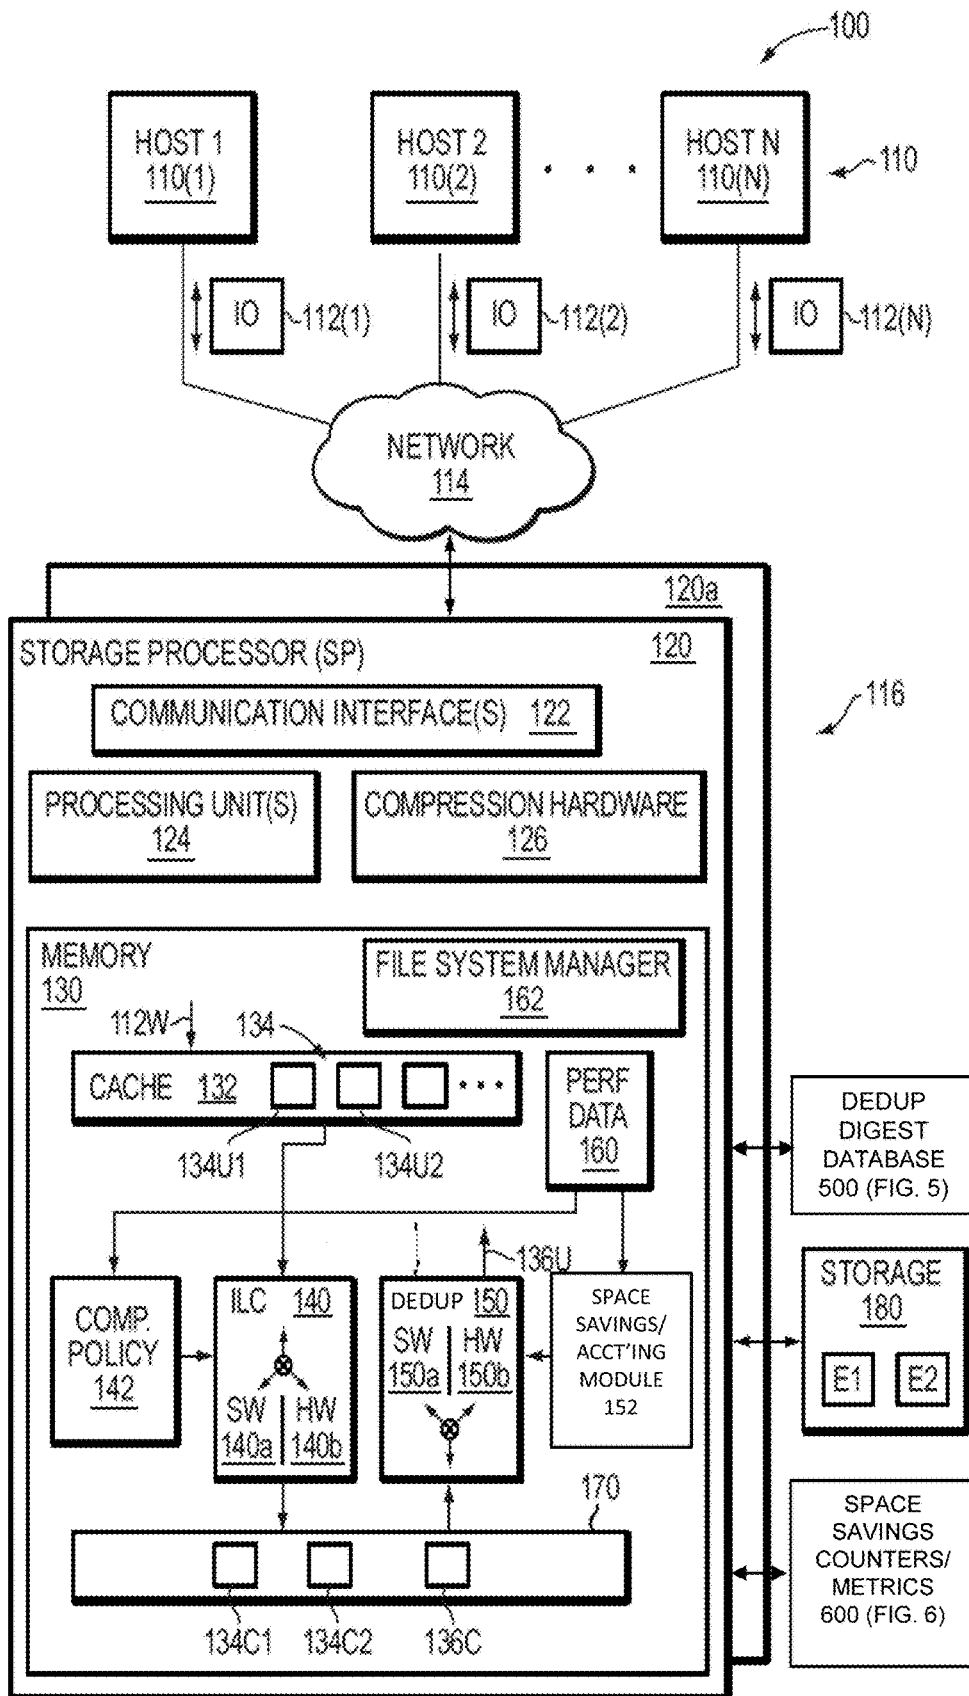 100
HOST 1
110(1)
HOST 2
110(2)
HOST N
110(N)
110
IO
112(1)
IO
112(2)
IO
112(N)
NETWORK
114
120a
STORAGE PROCESSOR (SP)
120
COMMUNICATION INTERFACE(S) 122
116
PROCESSING UNIT(S)
124
COMPRESSION HARDWARE
126
MEMORY
130
FILE SYSTEM MANAGER
162
112W
134
CACHE 132
134U1
134U2
PERF
DATA
160
DEDUP
DIGEST
DATABASE
500 (FIG. 5)
136U
COMP.
POLICY
142
ILC 140
SW
140a
HW
140b
DEDUP 150
SW
150a
HW
150b
SPACE
SAVINGS/
ACCT'ING
MODULE
152
STORAGE
180
E1
E2
170
134C1
134C2
136C
SPACE
SAVINGS
COUNTERS/
METRICS
600 (FIG. 6)